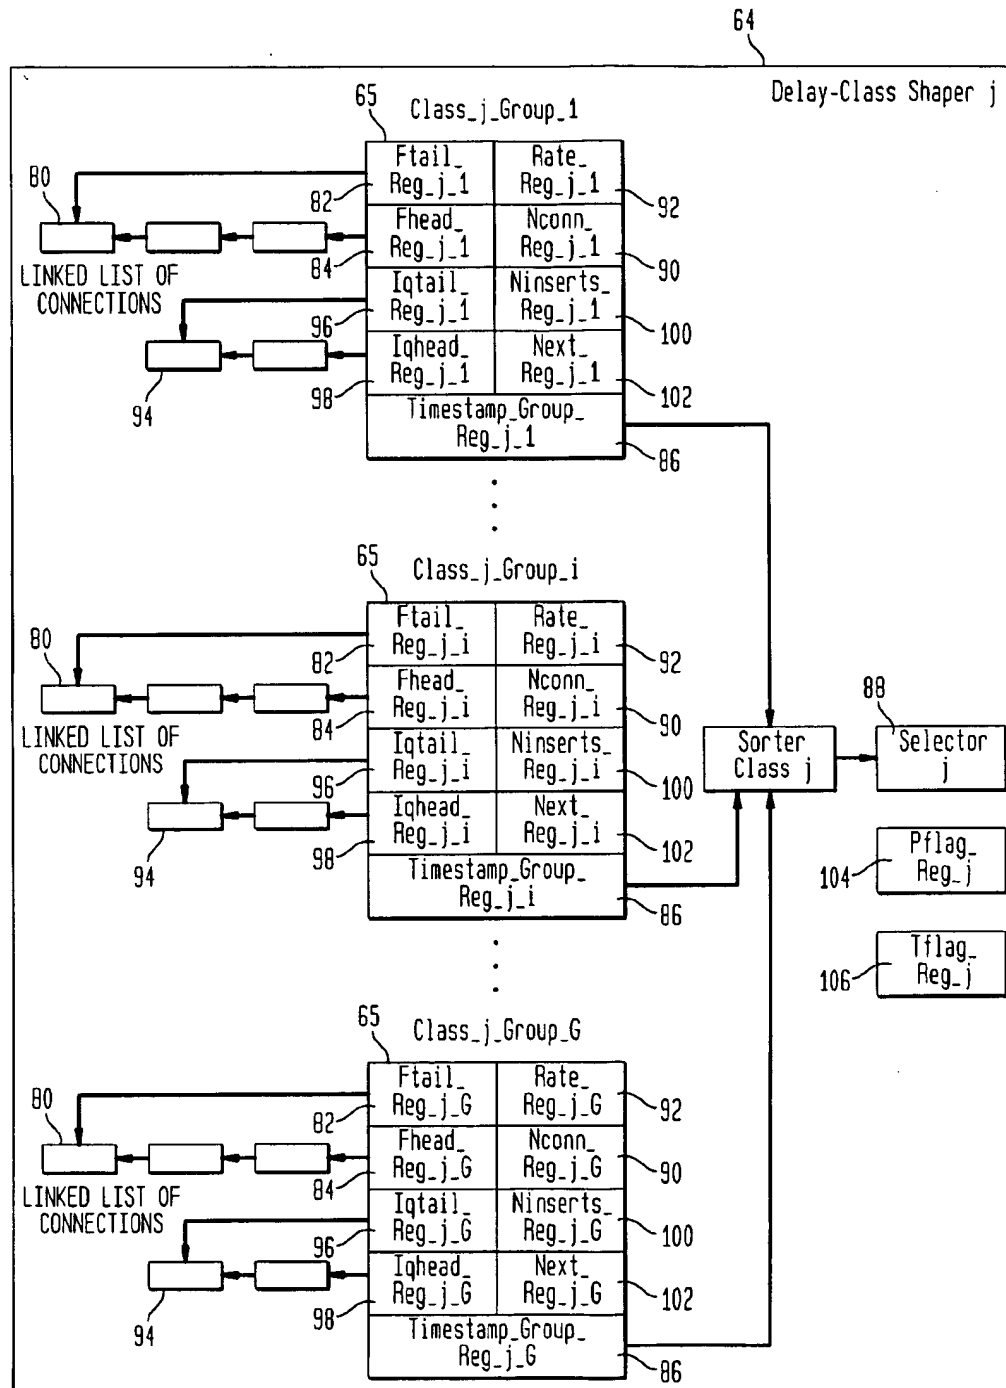 64
Delay-Class Shaper j
65
Class_j_Group_1
80
Ftail_
Reg_j_1
Rate_
Reg_j_1
82
92
Fhead_
Reg_j_1
Nconn_
Reg_j_1
LINKED LIST OF
CONNECTIONS
84
90
Iqtail_
Reg_j_1
Ninserts_
Reg_j_1
96
100
Iqhead_
Reg_j_1
Next_
Reg_j_1
94
98
102
Timestamp_Group_
Reg_j_1
86
65
Class_j_Group_i
80
Ftail_
Reg_j_i
Rate_
Reg_j_i
82
92
Fhead_
Reg_j_i
Nconn_
Reg_j_i
LINKED LIST OF
CONNECTIONS
84
90
88
Iqtail_
Reg_j_i
Ninserts_
Reg_j_i
Sorter
Class j
Selector
j
96
100
Iqhead_
Reg_j_i
Next_
Reg_j_i
94
98
102
104
Pflag_
Reg_j
Timestamp_Group_
Reg_j_i
86
106
Tflag_
Reg_j
65
Class_j_Group_G
80
Ftail_
Reg_j_G
Rate_
Reg_j_G
82
92
Fhead_
Reg_j_G
Nconn_
Reg_j_G
LINKED LIST OF
CONNECTIONS
84
90
Iqtail_
Reg_j_G
Ninserts_
Reg_j_G
96
100
Iqhead_
Reg_j_G
Next_
Reg_j_G
94
98
102
Timestamp_Group_
Reg_j_G
86